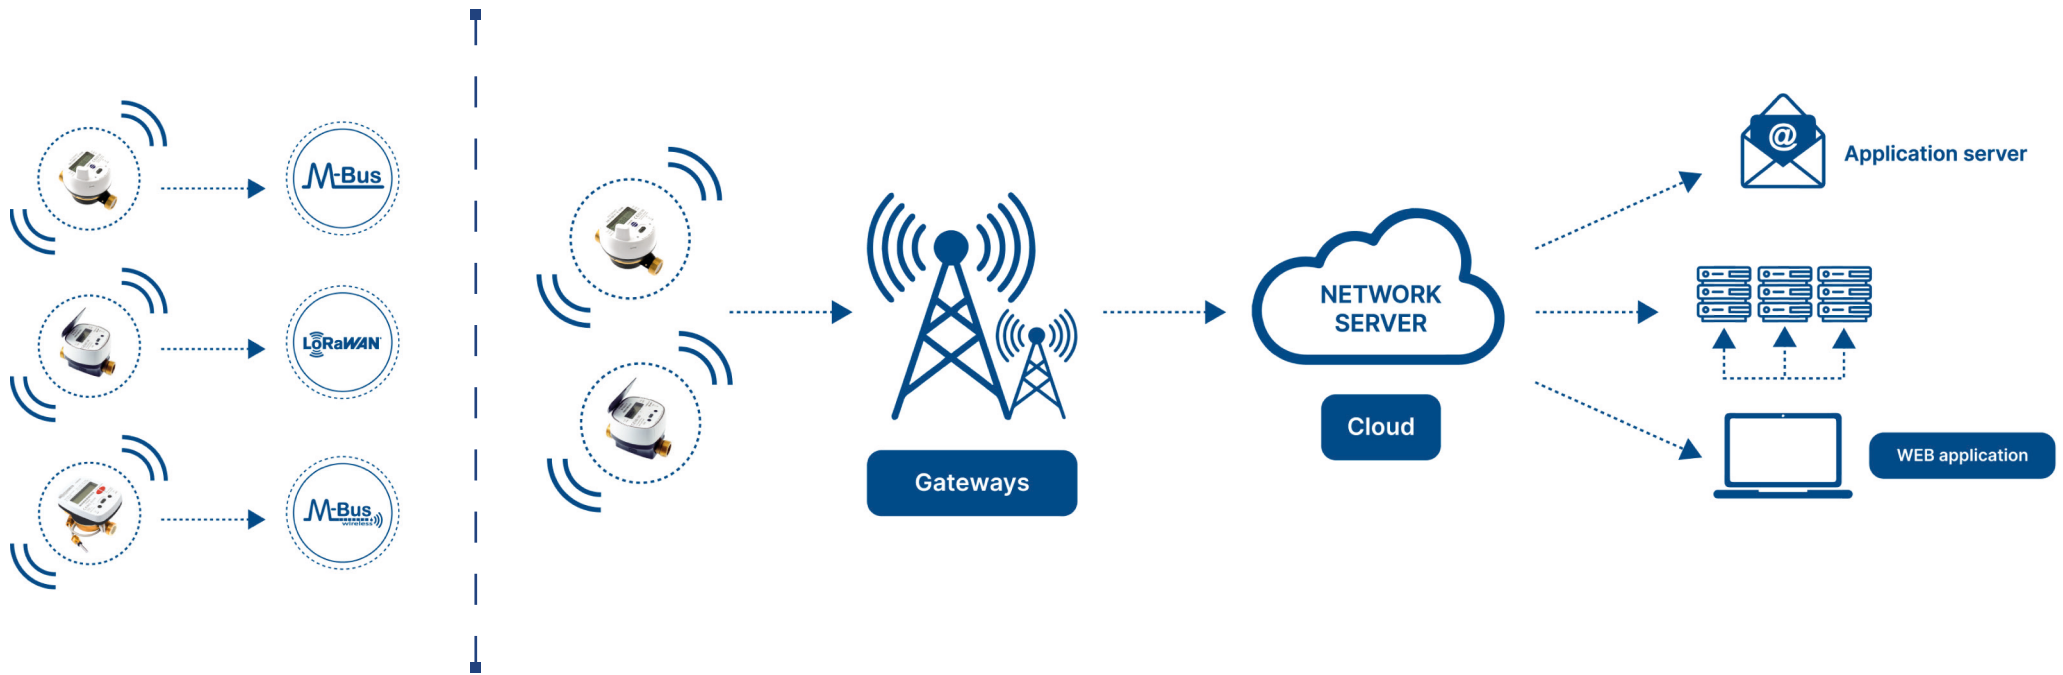 M-Bus
LoRaWAN
M-Bus
wireless
Gateways
NETWORK
SERVER
Cloud
@
Application server
WEB application